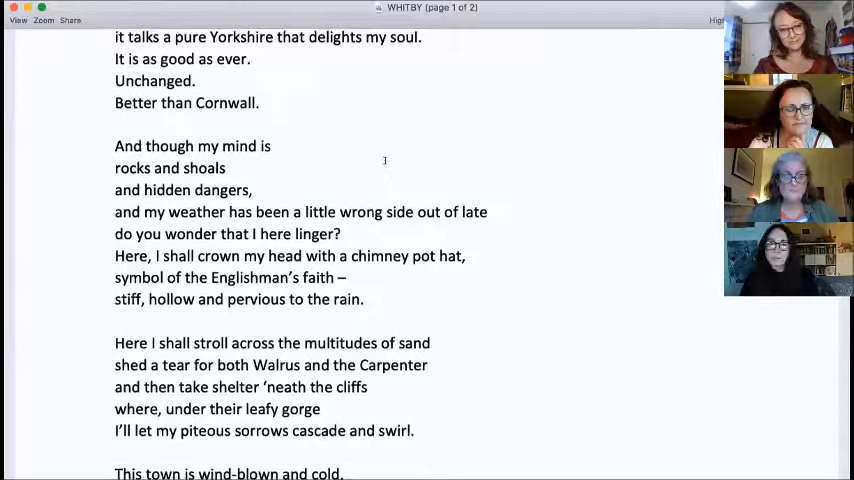 WHITBY (page 1 of 2)
View Zoom Share
High
it talks a pure Yorkshire that delights my soul.
It is as good as ever.
Unchanged.
Better than Cornwall.
And though my mind is
rocks and shoals
and hidden dangers,
and my weather has been a little wrong side out of late
do you wonder that I here linger?
Here, I shall crown my head with a chimney pot hat,
symbol of the Englishman’s faith –
stiff, hollow and pervious to the rain.
Here I shall stroll across the multitudes of sand
shed a tear for both Walrus and the Carpenter
and then take shelter ‘neath the cliffs
where, under their leafy gorge
I’ll let my piteous sorrows cascade and swirl.
This town is wind-blown and cold.